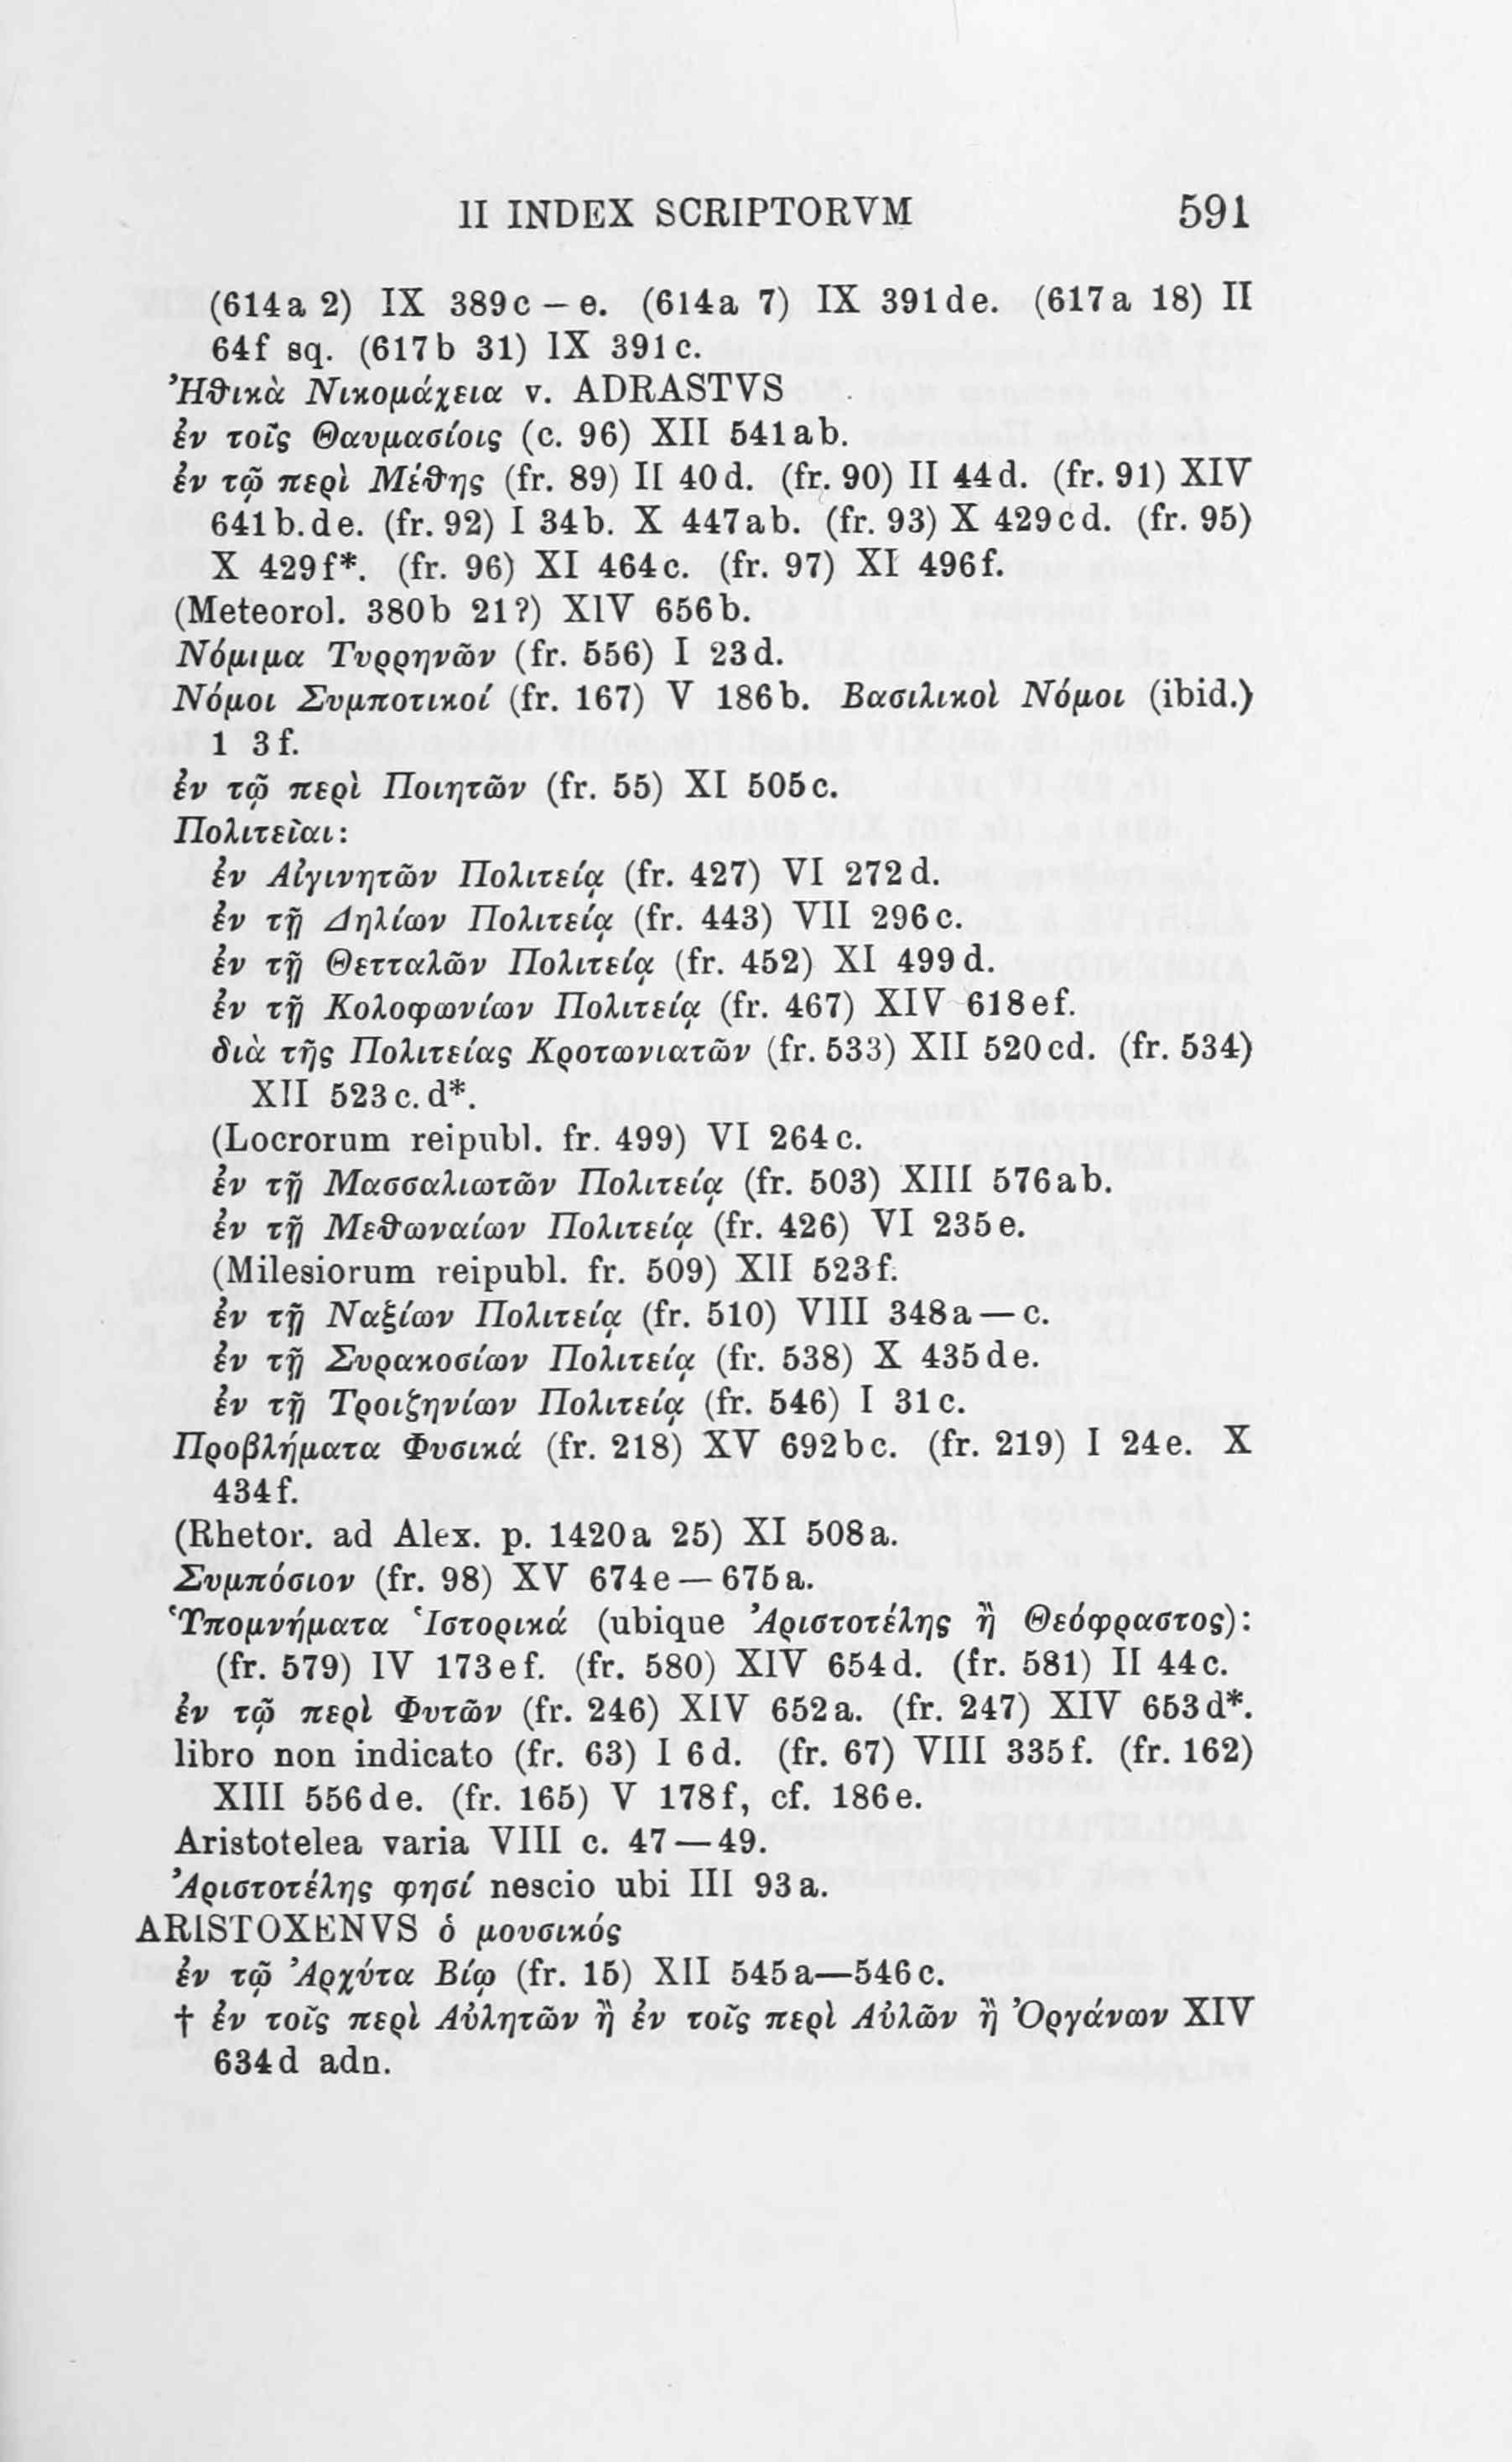 II INDEX SCRIPTORVM 591
(614a 2) IX 389c – e. (614a 7) IX 391de. (617a 18) II
64f sq. (617b 31) IX 391c.
Ἠθικὰ Νικομάχεια v. ADRASTVS
ἐν τοῖς Θαυμασίοις (c. 96) XII 541ab.
ἐν τῷ περὶ Μέθης (fr. 89) II 40d. (fr. 90) II 44d. (fr. 91) XIV
641b.de. (fr. 92) I 34b. X 447ab. (fr. 93) X 429cd. (fr. 95)
X 429f*. (fr. 96) XI 464c. (fr. 97) XI 496f.
(Meteorol. 380b 21?) XIV 656b.
Νόμιμα Τυρρηνῶν (fr. 556) I 23d.
Νόμοι Συμποτικοί (fr. 167) V 186b. Βασιλικοὶ Νόμοι (ibid.)
1 3f.
ἐν τῷ περὶ Ποιητῶν (fr. 55) XI 505c.
Πολιτεῖαι:
ἐν Αἰγινητῶν Πολιτείᾳ (fr. 427) VI 272d.
ἐν τῇ Δηλίων Πολιτείᾳ (fr. 443) VII 296c.
ἐν τῇ Θετταλῶν Πολιτείᾳ (fr. 452) XI 499d.
ἐν τῇ Κολοφωνίων Πολιτείᾳ (fr. 467) XIV 618ef.
διὰ τῆς Πολιτείας Κροτωνιατῶν (fr. 533) XII 520cd. (fr. 534)
XII 523c.d*.
(Locrorum reipubl. fr. 499) VI 264c.
ἐν τῇ Μασσαλιωτῶν Πολιτείᾳ (fr. 503) XIII 576ab.
ἐν τῇ Μεθωναίων Πολιτείᾳ (fr. 426) VI 235e.
(Milesiorum reipubl. fr. 509) XII 523f.
ἐν τῇ Ναξίων Πολιτείᾳ (fr. 510) VIII 348a — c.
ἐν τῇ Συρακοσίων Πολιτείᾳ (fr. 538) X 435de.
ἐν τῇ Τροιζηνίων Πολιτείᾳ (fr. 546) I 31c.
Προβλήματα Φυσικά (fr. 218) XV 692bc. (fr. 219) I 24e. X
434f.
(Rhetor. ad Alex. p. 1420a 25) XI 508a.
Συμπόσιον (fr. 98) XV 674e — 675a.
Ὑπομνήματα Ἱστορικά (ubique Ἀριστοτέλης ἢ Θεόφραστος):
(fr. 579) IV 173ef. (fr. 580) XIV 654d. (fr. 581) II 44c.
ἐν τῷ περὶ Φυτῶν (fr. 246) XIV 652a. (fr. 247) XIV 653d*.
libro non indicato (fr. 63) I 6d. (fr. 67) VIII 335f. (fr. 162)
XIII 556de. (fr. 165) V 178f, cf. 186e.
Aristotelea varia VIII c. 47 — 49.
Ἀριστοτέλης φησί nescio ubi III 93a.
ARISTOXENVS ὁ μουσικός
ἐν τῷ Ἀρχύτα Βίῳ (fr. 15) XII 545a—546c.
† ἐν τοῖς περὶ Αὐλητῶν ἢ ἐν τοῖς περὶ Αὐλῶν ἢ Ὀργάνων XIV
634d adn.